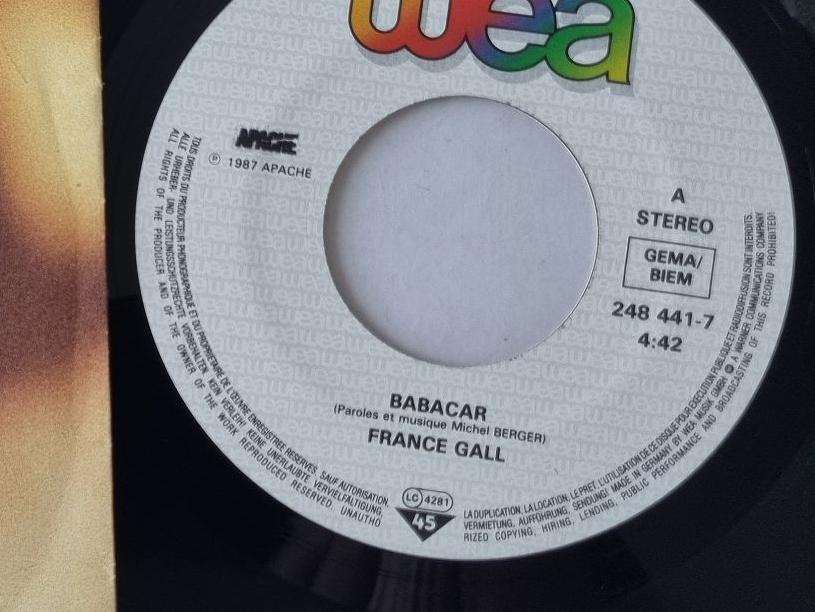 wea
APACHE
℗ 1987 APACHE
A
STEREO
GEMA/
BIEM
248 441-7
4:42
BABACAR
(Paroles et musique Michel BERGER)
FRANCE GALL
LC 4281
45
TOUS DROITS DU PRODUCTEUR PHONOGRAPHIQUE ET DU PROPRIETAIRE DE L'ŒUVRE ENREGISTREE RESERVES. SAUF AUTORISATION,
LA DUPLICATION, LA LOCATION, LE PRET, L'UTILISATION DE CE DISQUE POUR EXECUTION PUBLIQUE ET RADIODIFFUSION SONT INTERDITS.
ALLE URHEBER- UND LEISTUNGSSCHUTZRECHTE VORBEHALTEN. KEIN VERLEIH! KEINE UNERLAUBTE VERVIELFÄLTIGUNG,
VERMIETUNG, AUFFÜHRUNG, SENDUNG! MADE IN GERMANY BY WEA MUSIK GMBH A WARNER COMMUNICATIONS COMPANY
ALL RIGHTS OF THE PRODUCER AND OF THE OWNER OF THE WORK REPRODUCED RESERVED. UNAUTHO
RIZED COPYING, HIRING, LENDING, PUBLIC PERFORMANCE AND BROADCASTING OF THIS RECORD PROHIBITED!